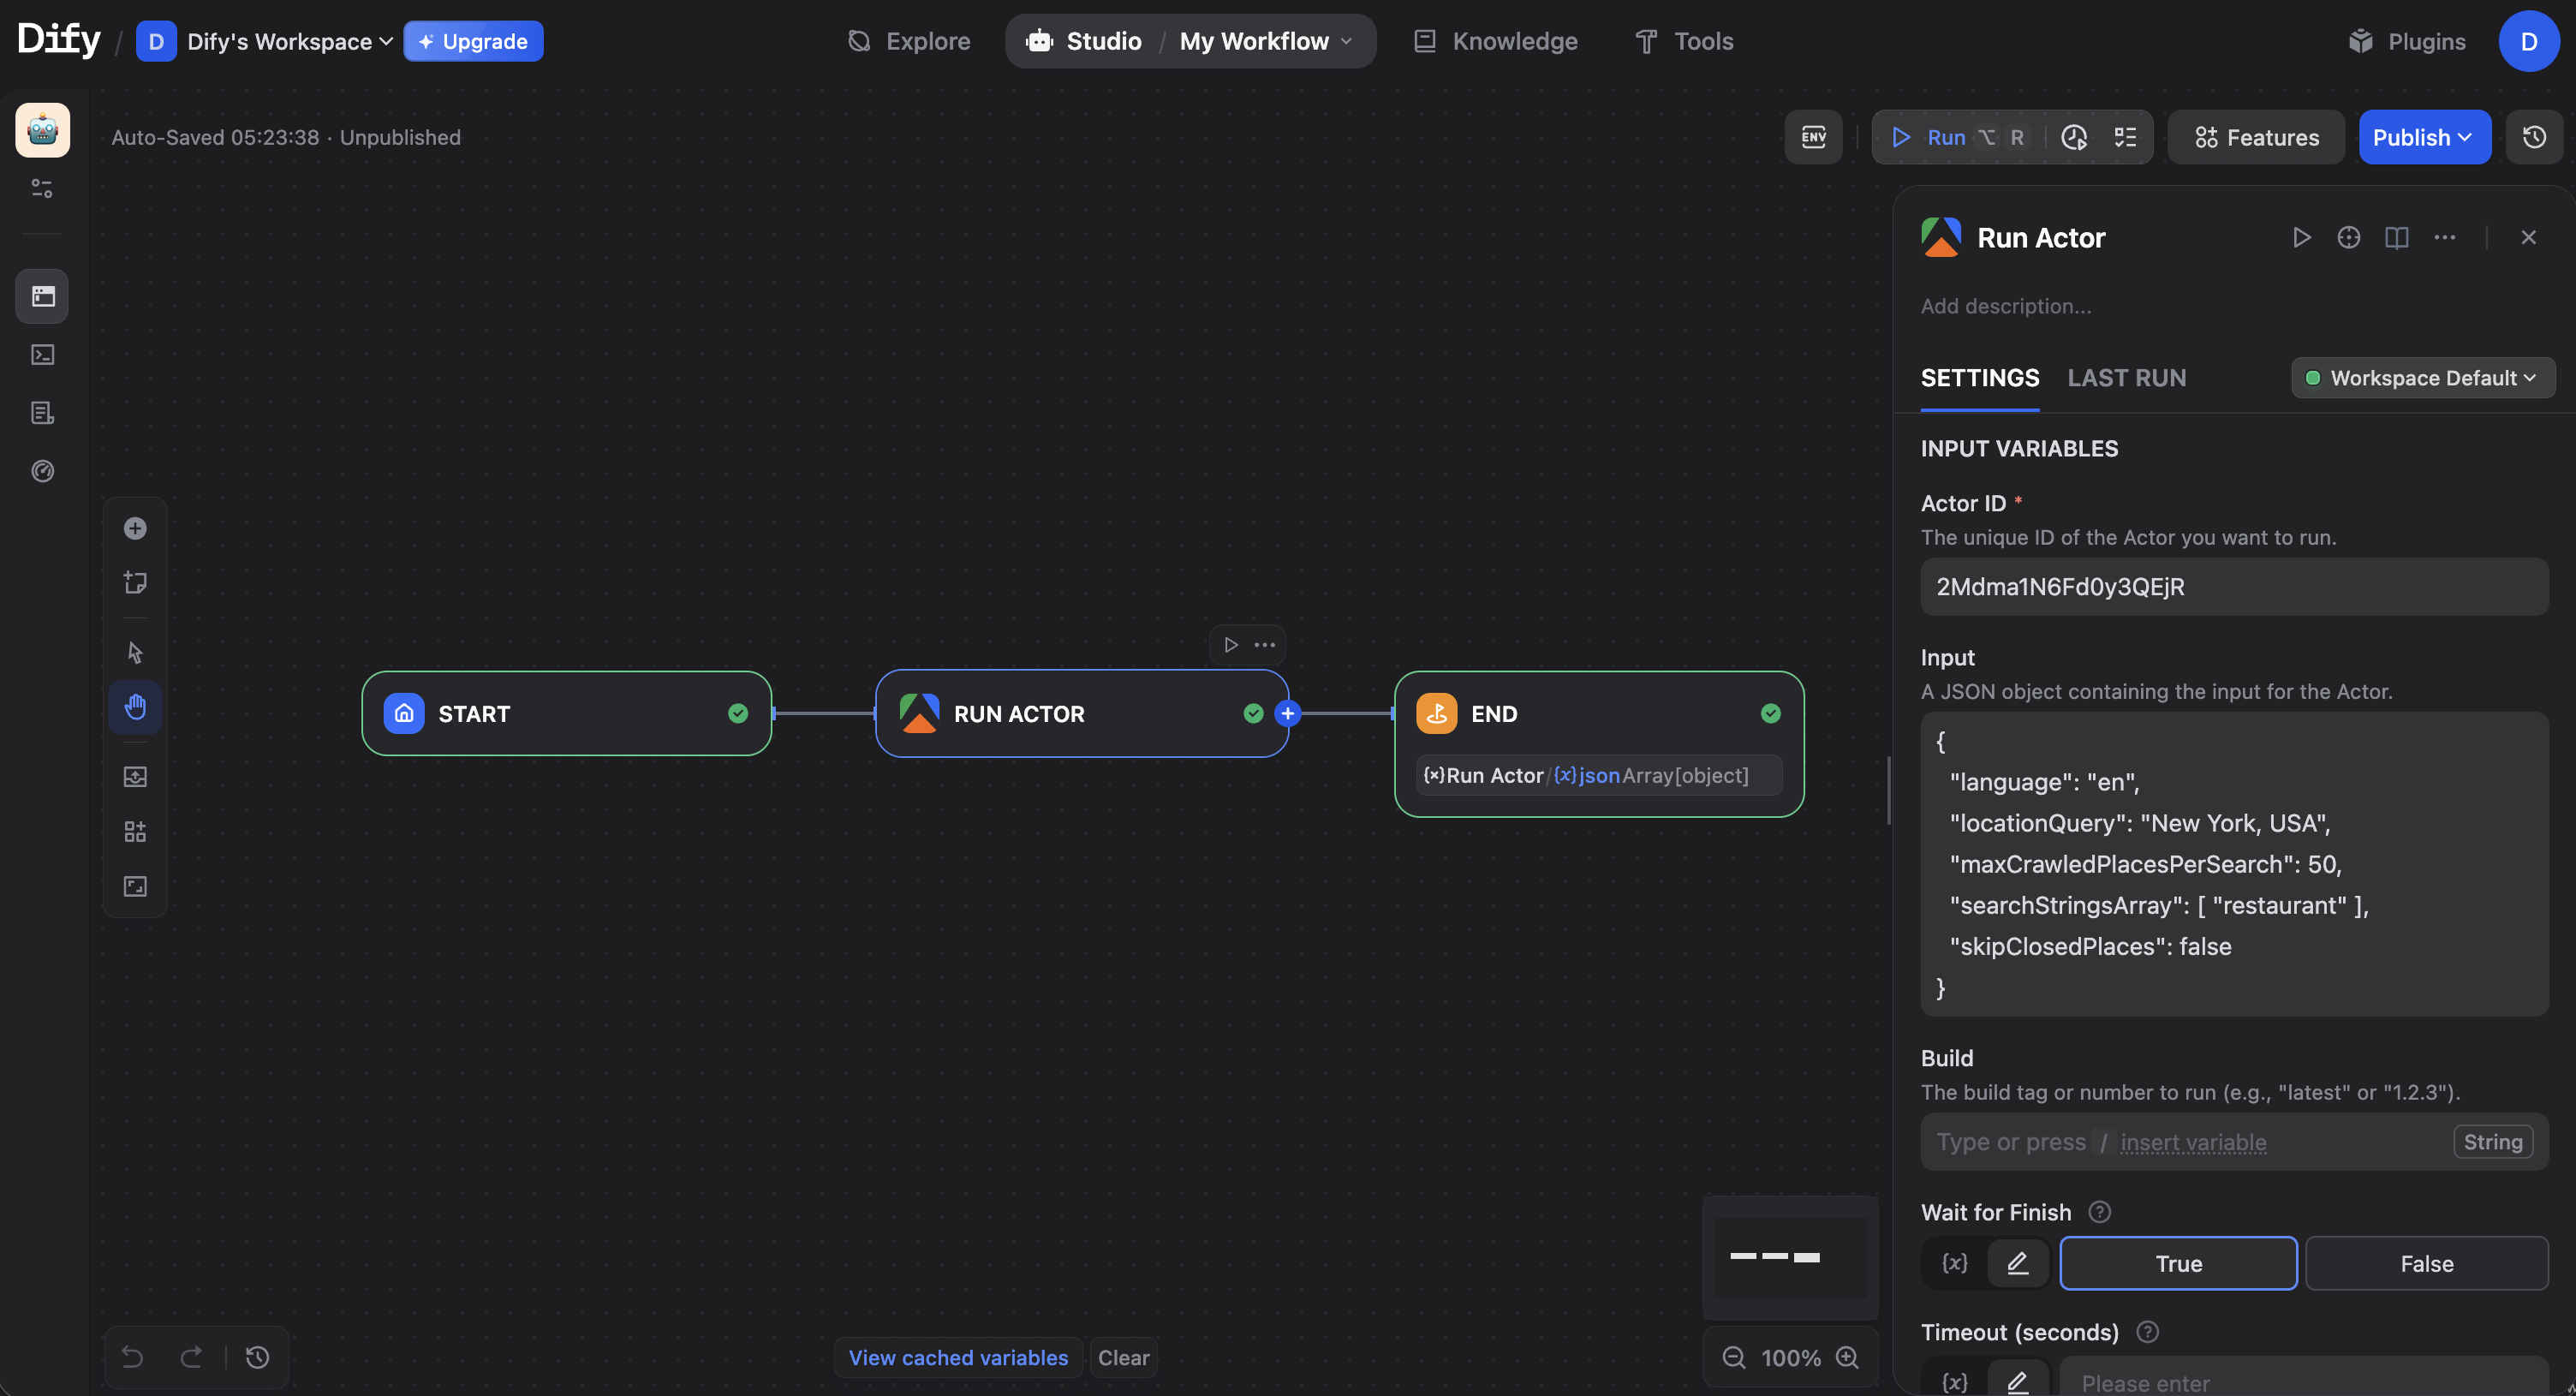 Dify / D Dify's Workspace Upgrade Explore Studio / My Workflow Knowledge Tools Plugins D
Auto-Saved 05:23:38 · Unpublished ENV Run ⌥ R Features Publish
START
RUN ACTOR
END
{x}Run Actor/{x}jsonArray[object]
View cached variables Clear
100%
Run Actor
Add description...
SETTINGS LAST RUN Workspace Default
INPUT VARIABLES
Actor ID *
The unique ID of the Actor you want to run.
2Mdma1N6Fd0y3QEjR
Input
A JSON object containing the input for the Actor.
{
"language": "en",
"locationQuery": "New York, USA",
"maxCrawledPlacesPerSearch": 50,
"searchStringsArray": [ "restaurant" ],
"skipClosedPlaces": false
}
Build
The build tag or number to run (e.g., "latest" or "1.2.3").
Type or press / insert variable String
Wait for Finish ?
{x} True False
Timeout (seconds) ?
{x} Please enter